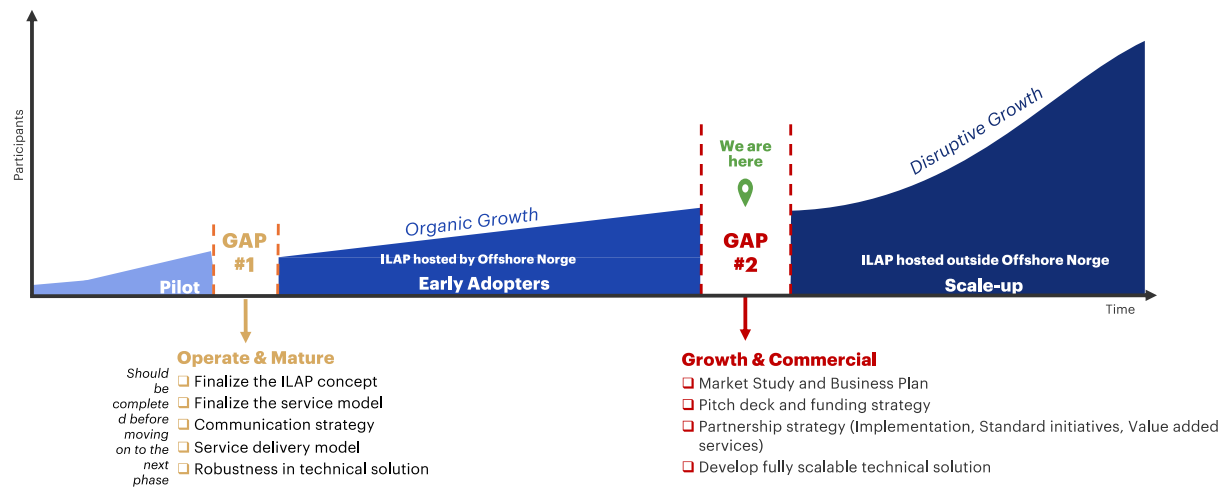 Participants
Pilot
GAP
#1
Organic Growth
ILAP hosted by Offshore Norge
Early Adopters
We are
here
GAP
#2
Disruptive Growth
ILAP hosted outside Offshore Norge
Scale-up
Time
Operate & Mature
Should
be
complete
d before
moving
on to the
next
phase
Finalize the ILAP concept
Finalize the service model
Communication strategy
Service delivery model
Robustness in technical solution
Growth & Commercial
Market Study and Business Plan
Pitch deck and funding strategy
Partnership strategy (Implementation, Standard initiatives, Value added
services)
Develop fully scalable technical solution